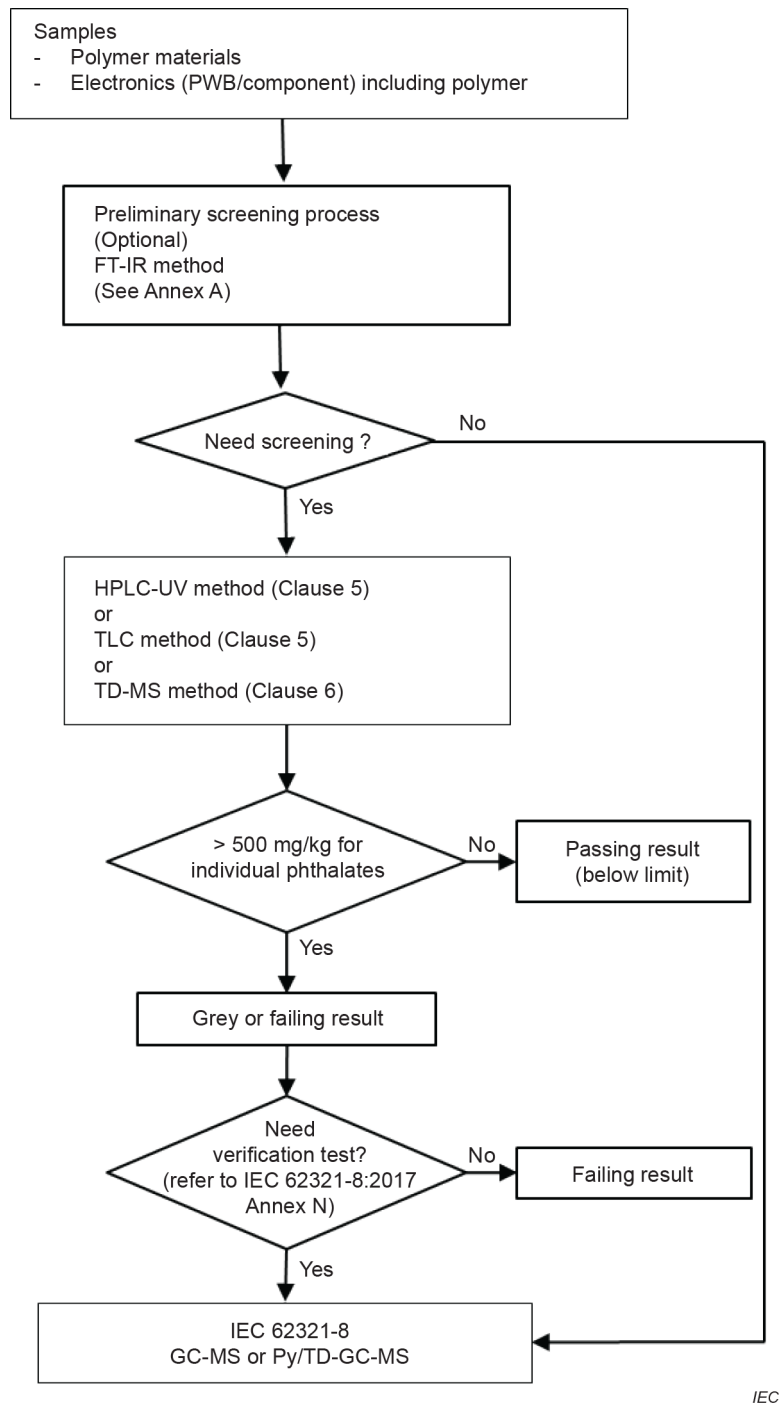 Samples
- Polymer materials
- Electronics (PWB/component) including polymer
Preliminary screening process
(Optional)
FT-IR method
(See Annex A)
Need screening ?
No
Yes
HPLC-UV method (Clause 5)
or
TLC method (Clause 5)
or
TD-MS method (Clause 6)
> 500 mg/kg for
individual phthalates
No
Passing result
(below limit)
Yes
Grey or failing result
Need
verification test?
(refer to IEC 62321-8:2017
Annex N)
No
Failing result
Yes
IEC 62321-8
GC-MS or Py/TD-GC-MS
IEC